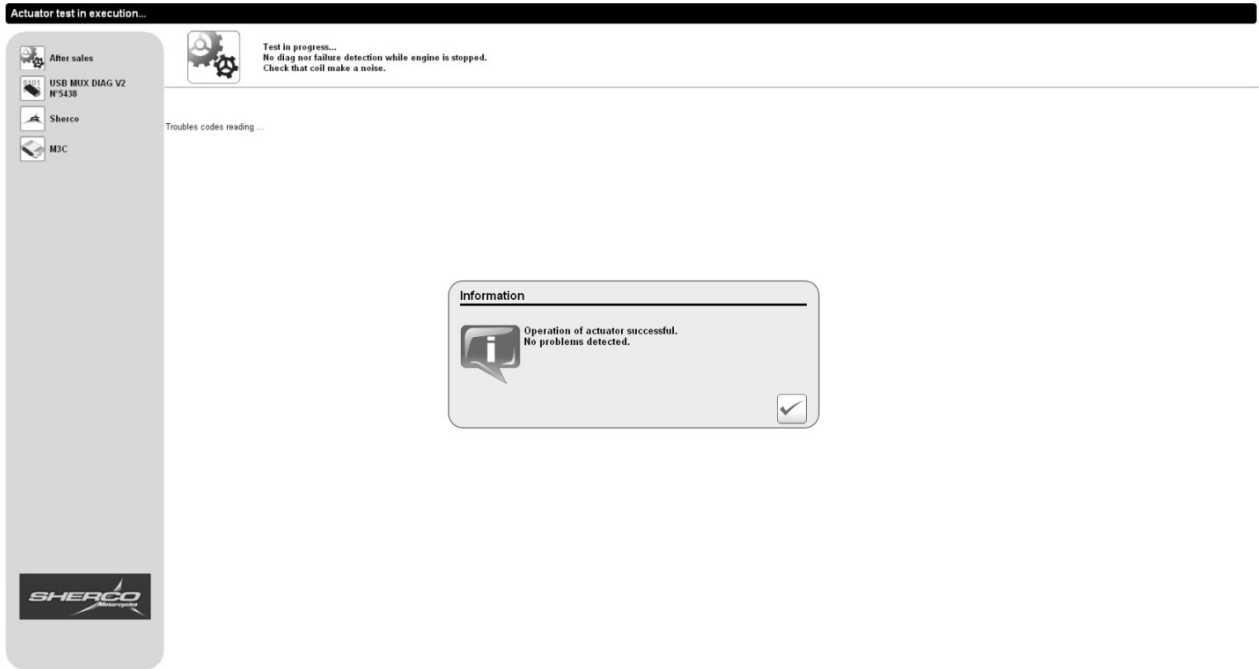 Actuator test in execution...
After sales
USB MUX DIAG V2
N°5438
Sherco
M3C
Test in progress...
No diag nor failure detection while engine is stopped.
Check that coil make a noise.
Troubles codes reading ...
Information
Operation of actuator successful.
No problems detected.
SHERCO
Motorcycles